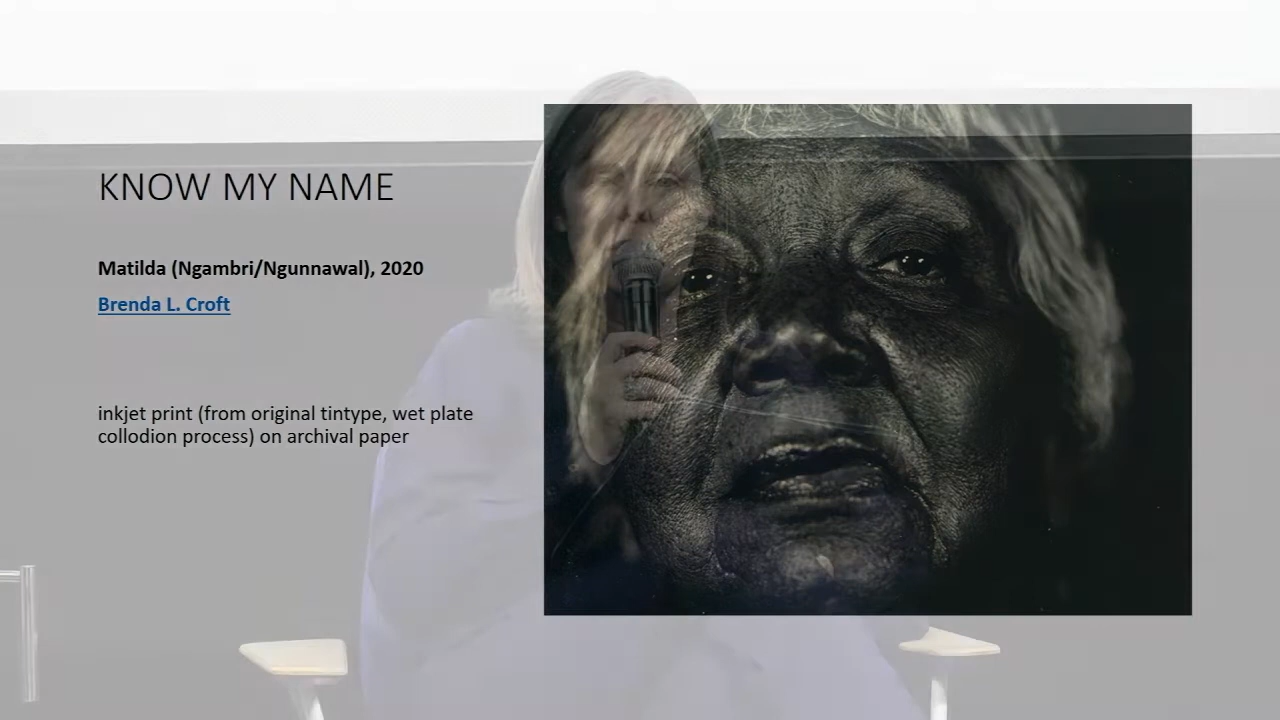 KNOW MY NAME
Matilda (Ngambri/Ngunnawal), 2020
Brenda L. Croft
inkjet print (from original tintype, wet plate
collodion process) on archival paper